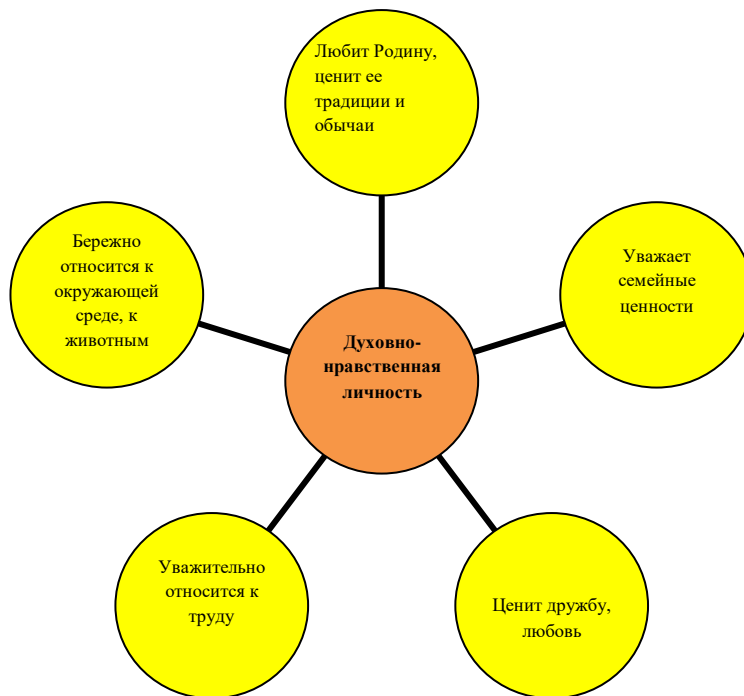 Любит Родину,
ценит ее
традиции и
обычаи
Бережно
относится к
окружающей
среде, к
животным
Уважает
семейные
ценности
Духовно-
нравственная
личность
Уважительно
относится к
труду
Ценит дружбу,
любовь